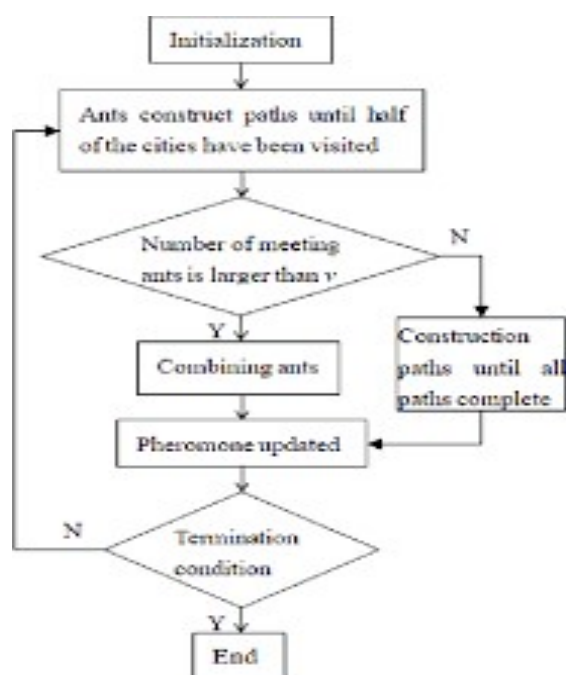 Initialization
Ants construct paths until half
of the cities have been visited
Number of meeting
ants is larger than v
N
Y
Construction
paths until all
paths complete
Combining ants
Pheromone updated
N
Termination
condition
Y
End